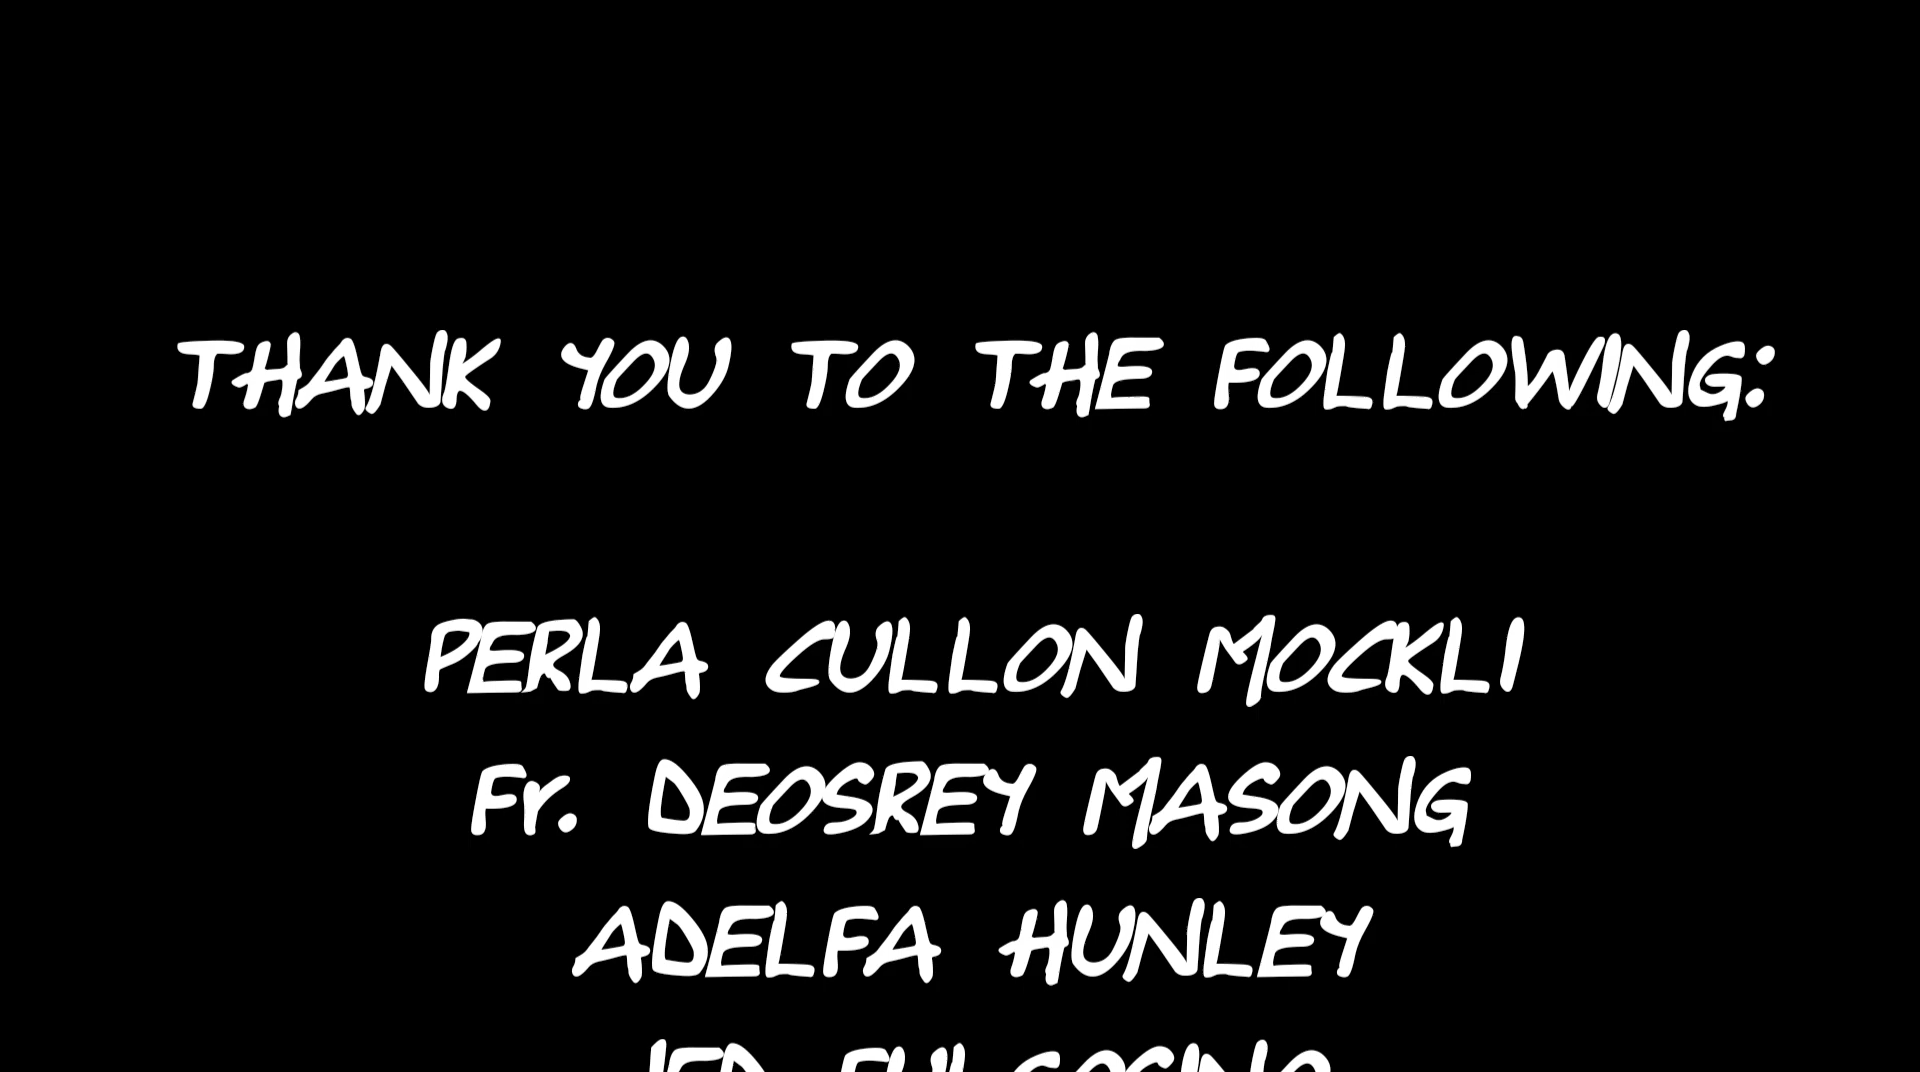 THANK YOU TO THE FOLLOWING:
PERLA CULLON MOCKLI
Fr. DEOSREY MASONG
ADELFA HUNLEY